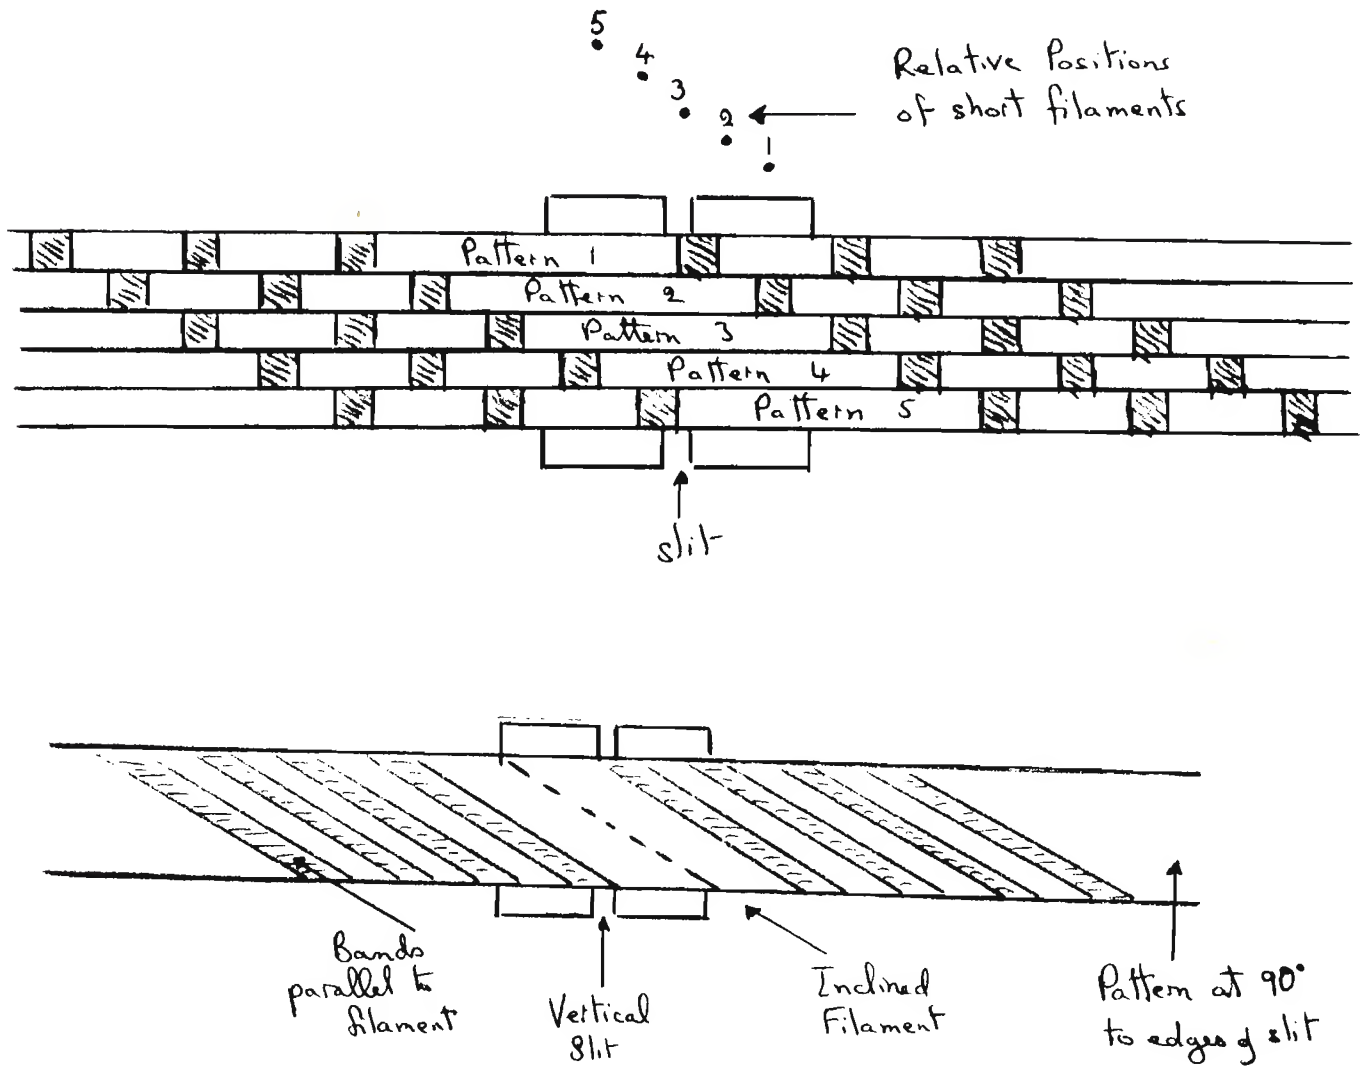 5
4
3
2
1
Relative Positions
of short filaments
Pattern 1
Pattern 2
Pattern 3
Pattern 4
Pattern 5
slit
Bands
parallel to
filament
Vertical
Slit
Inclined
Filament
Pattern at 90°
to edges of slit